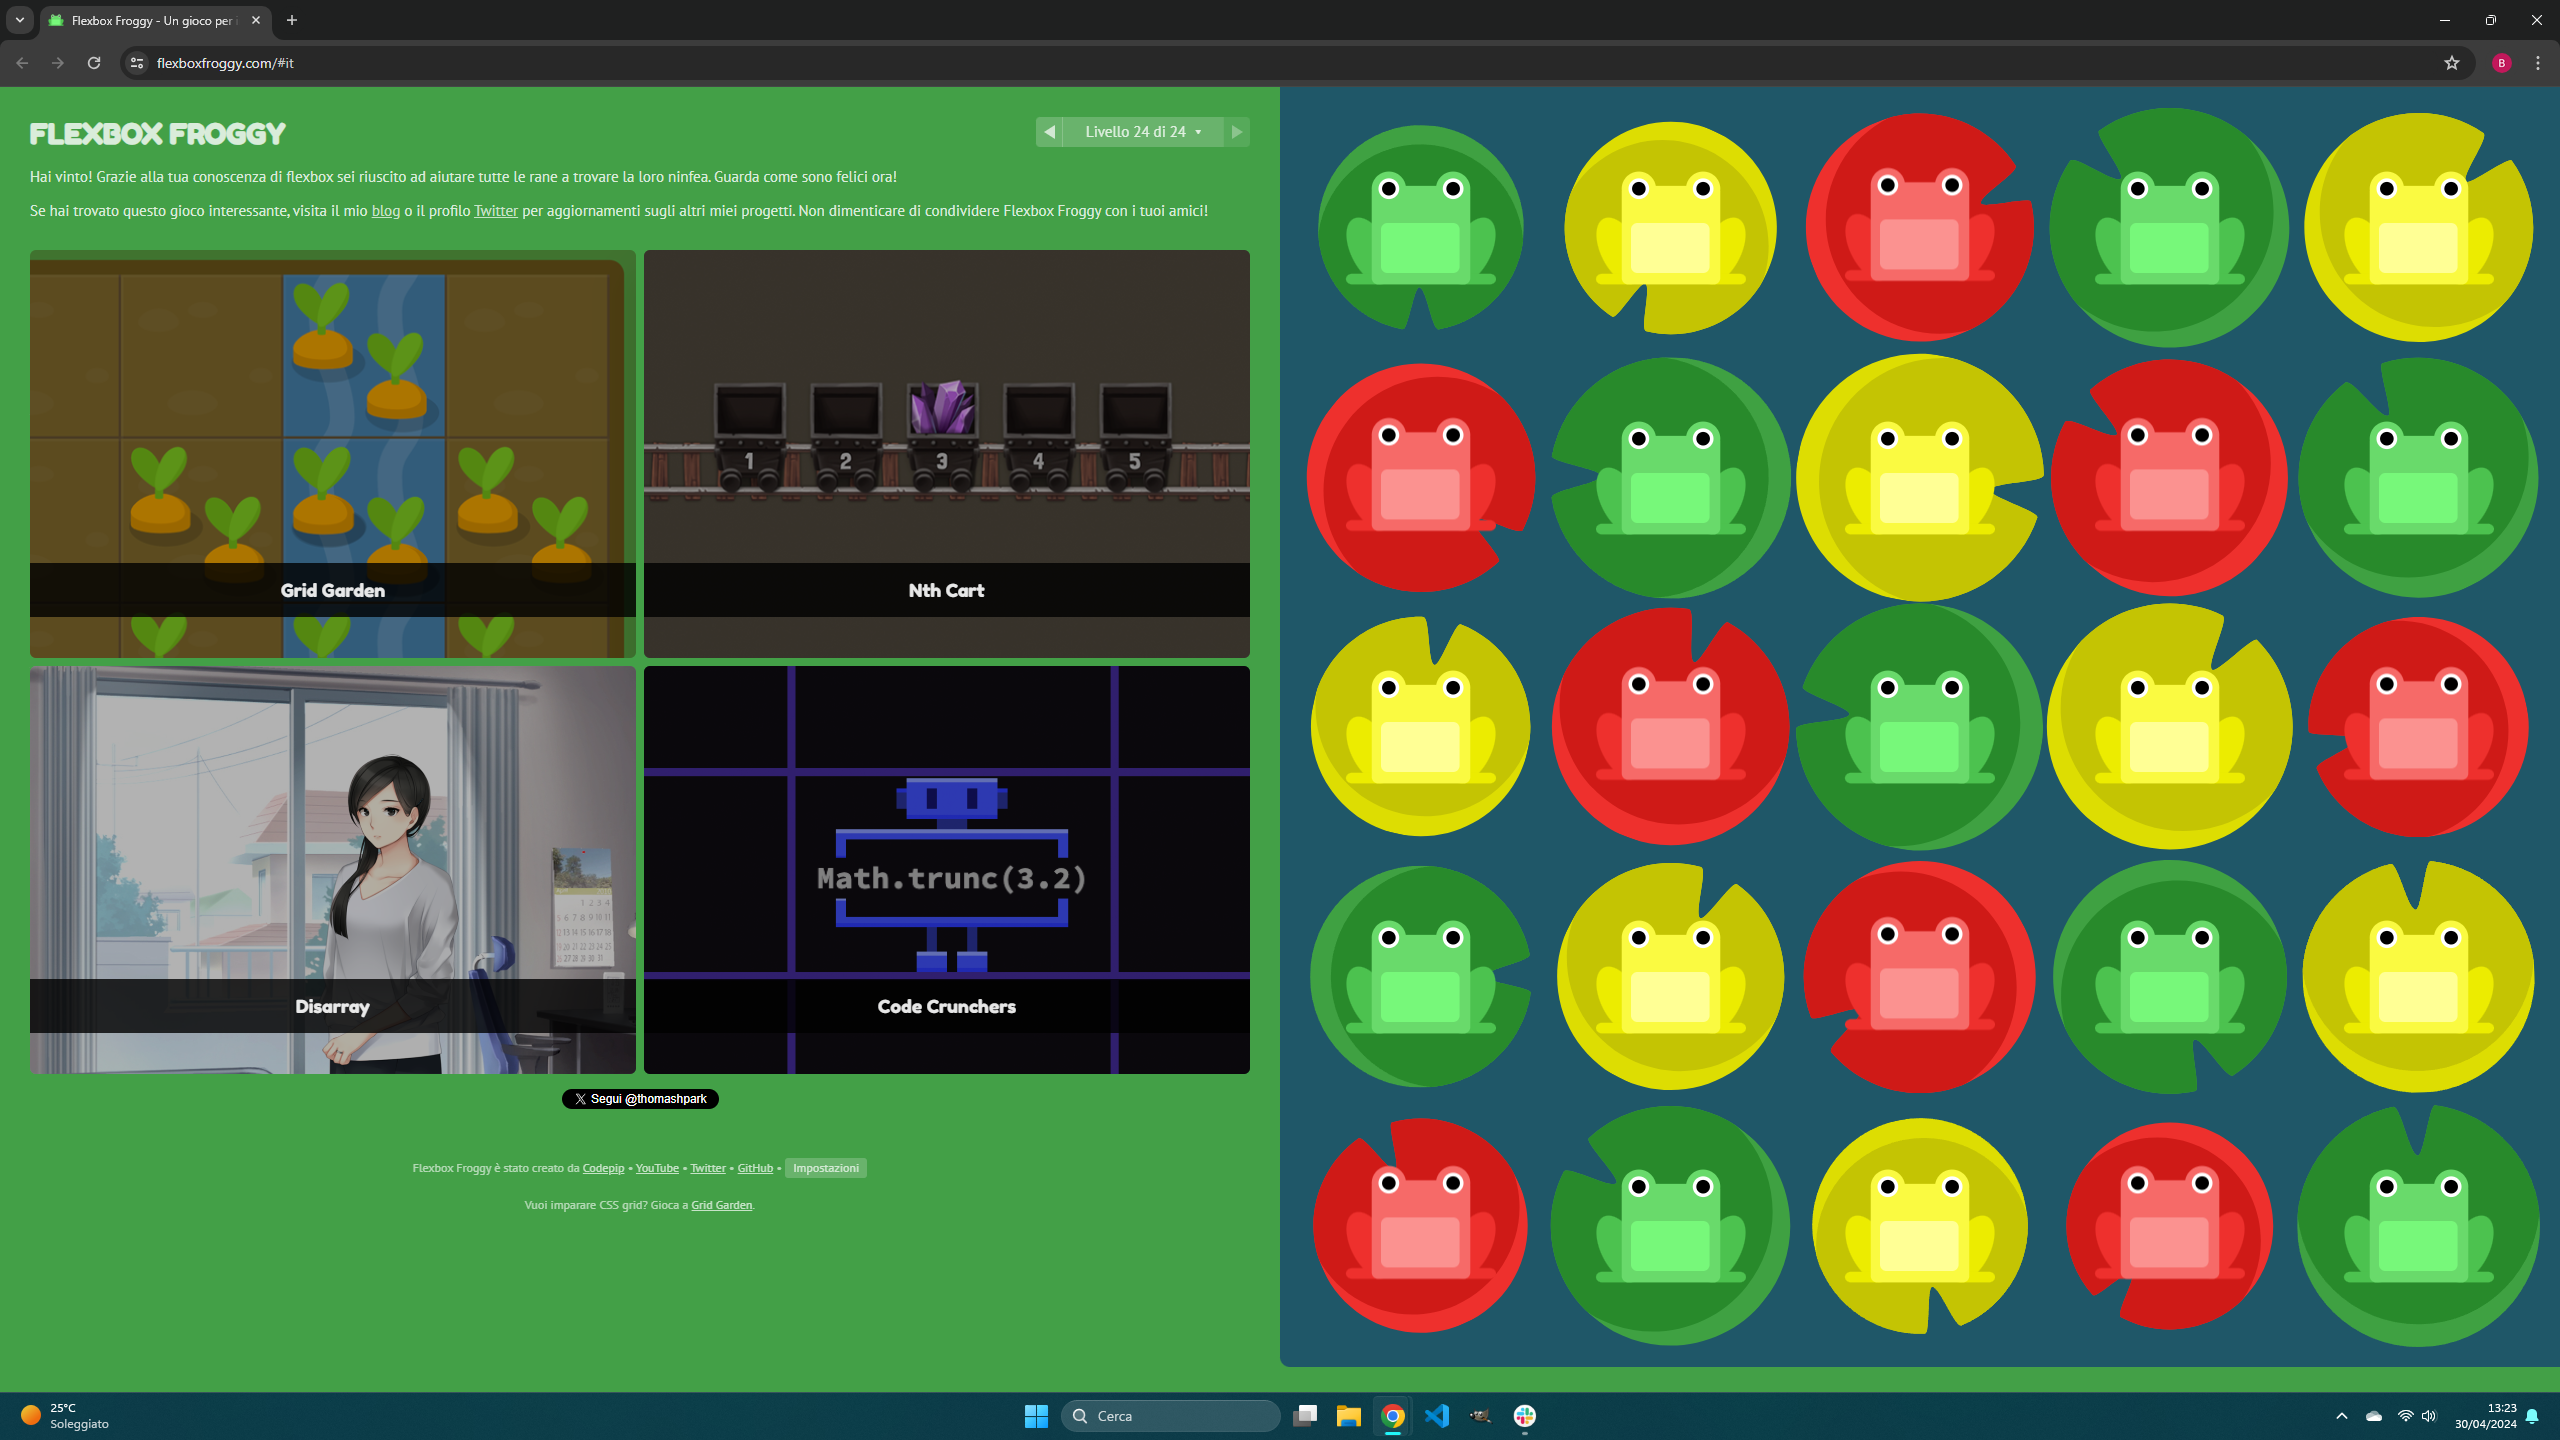 Flexbox Froggy - Un gioco per i
flexboxfroggy.com/#it
B
FLEXBOX FROGGY
Livello 24 di 24
Hai vinto! Grazie alla tua conoscenza di flexbox sei riuscito ad aiutare tutte le rane a trovare la loro ninfea. Guarda come sono felici ora!
Se hai trovato questo gioco interessante, visita il mio blog o il profilo Twitter per aggiornamenti sugli altri miei progetti. Non dimenticare di condividere Flexbox Froggy con i tuoi amici!
1 2 3 4 5
Grid Garden
Nth Cart
Math.trunc(3.2)
Disarray
Code Crunchers
Segui @thomashpark
Flexbox Froggy è stato creato da Codepip • YouTube • Twitter • GitHub • Impostazioni
Vuoi imparare CSS grid? Gioca a Grid Garden.
25°C
Soleggiato
Cerca
13:23
30/04/2024